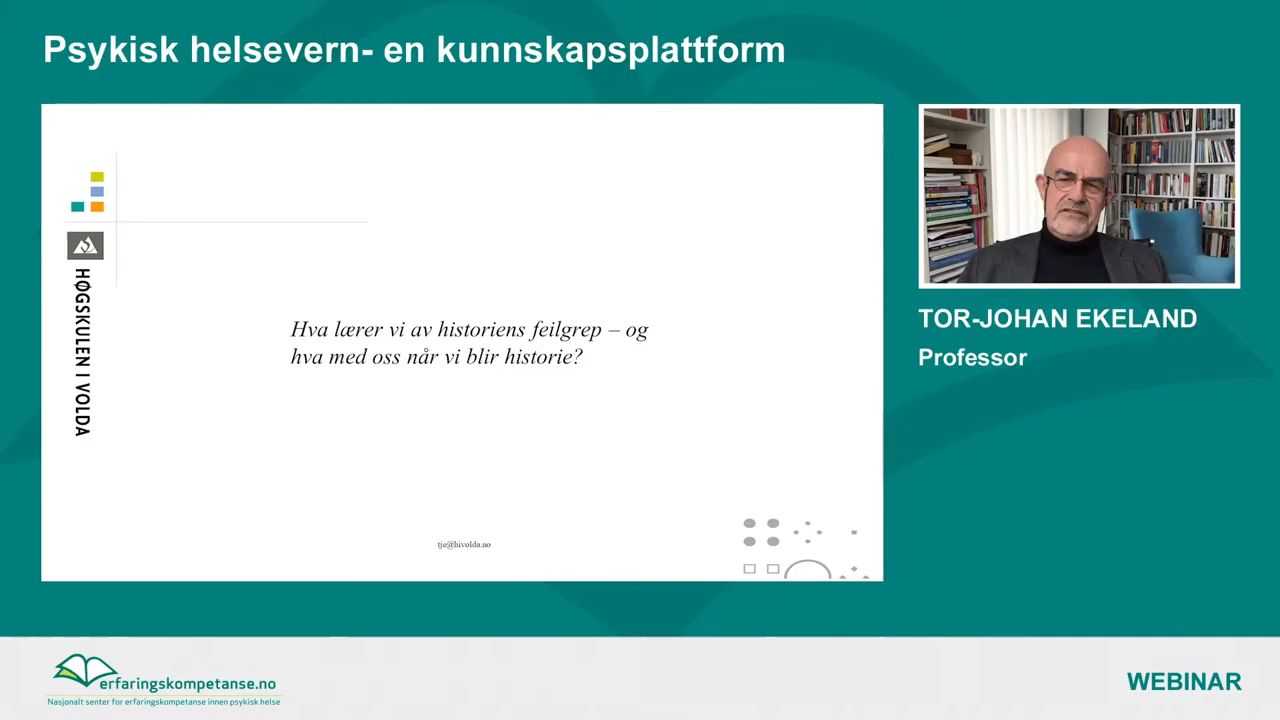 Psykisk helsevern- en kunnskapsplattform
HØGSKULEN I VOLDA
Hva lærer vi av historiens feilgrep – og
hva med oss når vi blir historie?
tje@hivolda.no
TOR-JOHAN EKELAND
Professor
erfaringskompetanse.no
Nasjonalt senter for erfaringskompetanse innen psykisk helse
WEBINAR